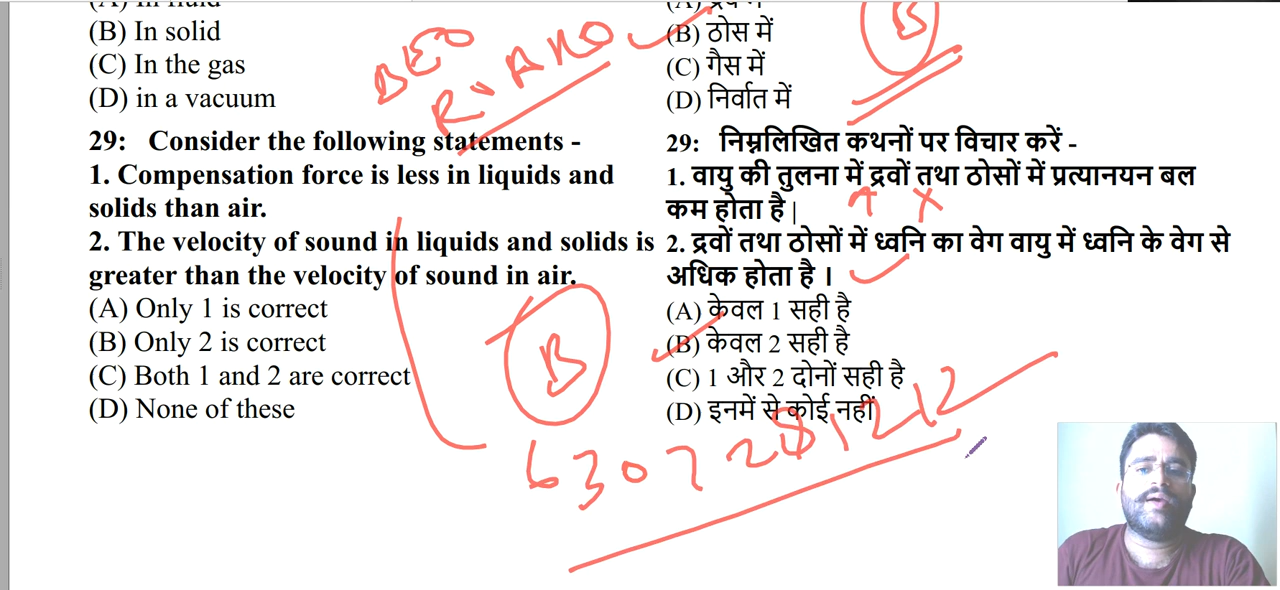 (B) In solid
(C) In the gas
(D) in a vacuum
29: Consider the following statements -
1. Compensation force is less in liquids and
solids than air.
2. The velocity of sound in liquids and solids is
greater than the velocity of sound in air.
(A) Only 1 is correct
(B) Only 2 is correct
(C) Both 1 and 2 are correct
(D) None of these
BEO
B
(B) ठोस में
(C) गैस में
(D) निर्वात में
29: निम्नलिखित कथनों पर विचार करें -
1. वायु की तुलना में द्रवों तथा ठोसों में प्रत्यानयन बल
कम होता है |
2. द्रवों तथा ठोसों में ध्वनि का वेग वायु में ध्वनि के वेग से
अधिक होता है ।
(A) केवल 1 सही है
(B) केवल 2 सही है
(C) 1 और 2 दोनों सही है
(D) इनमें से कोई नहीं
B
6307281212